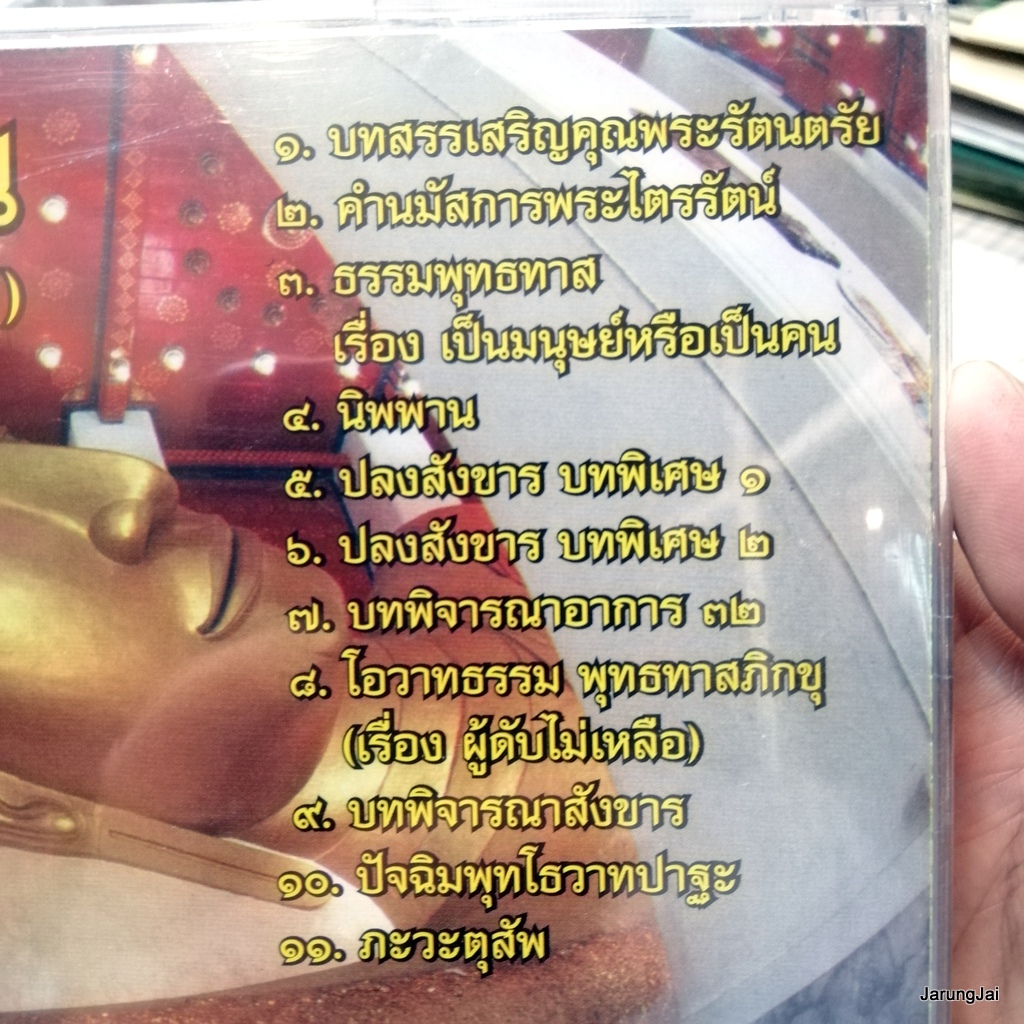 ๑. บทสรรเสริญคุณพระรัตนตรัย
๒. คำนมัสการพระไตรรัตน์
๓. ธรรมพุทธทาส
เรื่อง เป็นมนุษย์หรือเป็นคน
๔. นิพพาน
๕. ปลงสังขาร บทพิเศษ ๑
๖. ปลงสังขาร บทพิเศษ ๒
๗. บทพิจารณาอาการ ๓๒
๘. โอวาทธรรม พุทธทาสภิกขุ
(เรื่อง ผู้ดับไม่เหลือ)
๙. บทพิจารณาสังขาร
๑๐. ปัจฉิมพุทโธวาทปาฐะ
๑๑. ภะวะตุสัพ
JarungJai